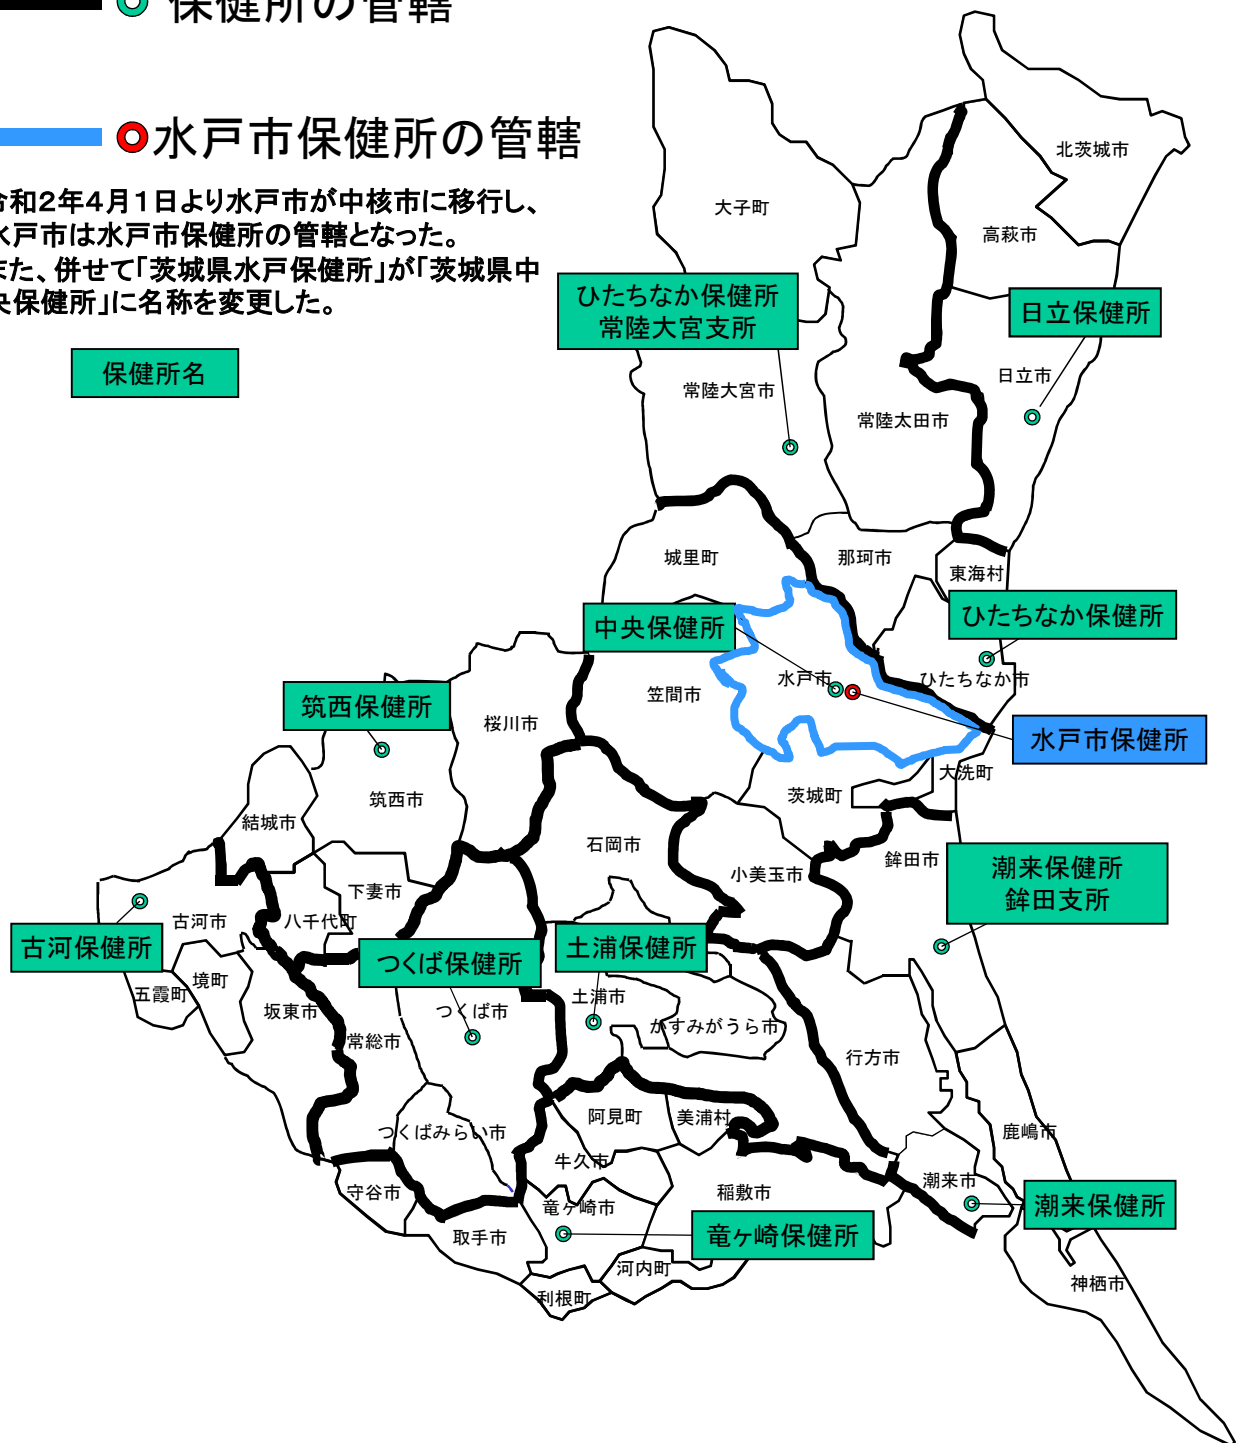 保健所の管轄
水戸市保健所の管轄
令和2年4月1日より水戸市が中核市に移行し、
水戸市は水戸市保健所の管轄となった。
また、併せて「茨城県水戸保健所」が「茨城県中
央保健所」に名称を変更した。
保健所名
北茨城市
大子町
高萩市
ひたちなか保健所
常陸大宮支所
日立保健所
日立市
常陸大宮市
常陸太田市
城里町
那珂市
東海村
ひたちなか保健所
中央保健所
水戸市
ひたちなか市
笠間市
筑西保健所
桜川市
水戸市保健所
大洗町
茨城町
筑西市
結城市
石岡市
小美玉市
鉾田市
潮来保健所
鉾田支所
下妻市
八千代町
古河市
古河保健所
つくば保健所
土浦保健所
境町
五霞町
坂東市
つくば市
土浦市
かすみがうら市
常総市
行方市
阿見町
美浦村
鹿嶋市
つくばみらい市
牛久市
守谷市
稲敷市
潮来市
潮来保健所
竜ヶ崎市
取手市
竜ヶ崎保健所
河内町
利根町
神栖市